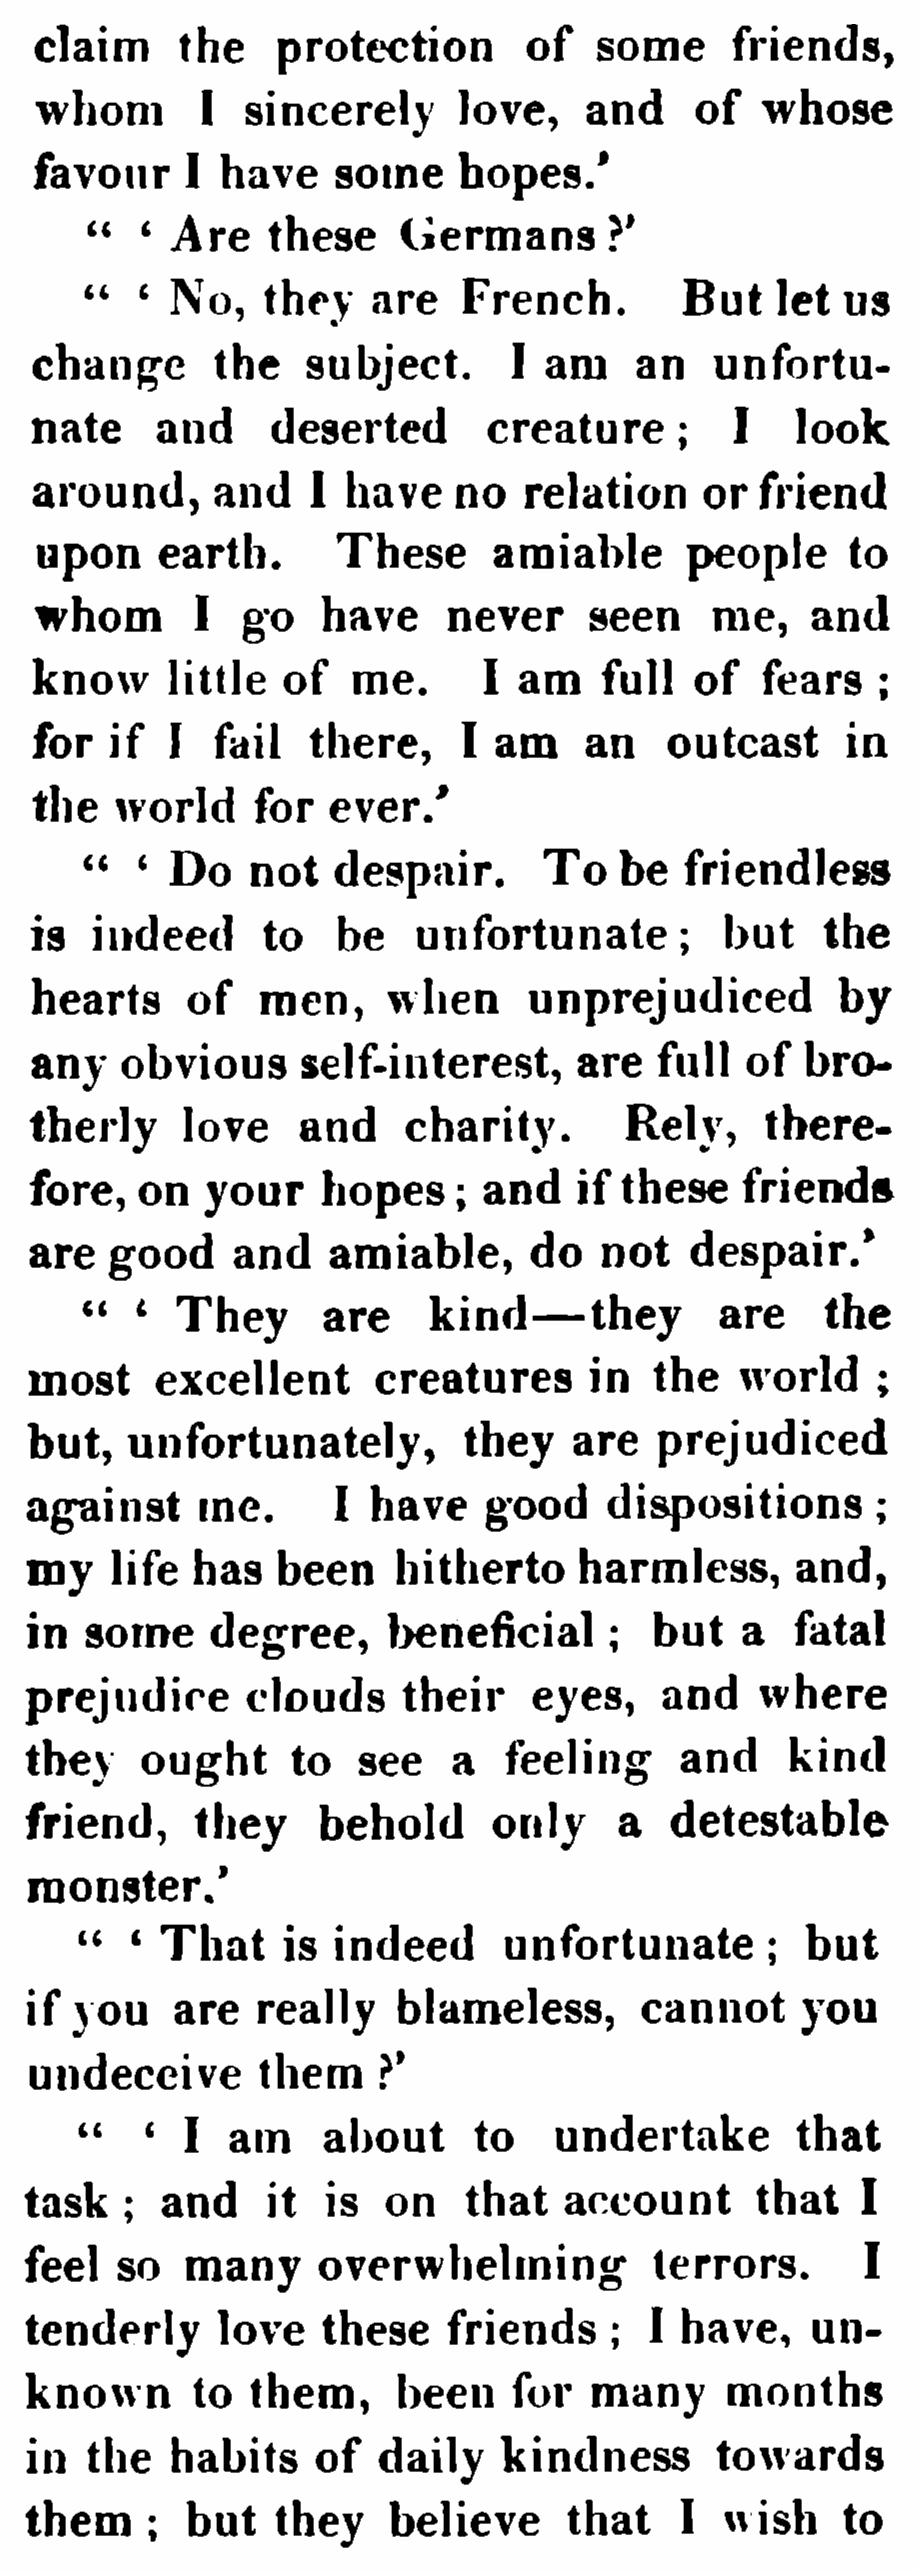 claim the protection of some friends,
whom I sincerely love, and of whose
favour I have some hopes.'
" ' Are these Germans ?'
" ' No, they are French. But let us
change the subject. I am an unfortu-
nate and deserted creature ; I look
around, and I have no relation or friend
upon earth. These amiable people to
whom I go have never seen me, and
know little of me. I am full of fears ;
for if I fail there, I am an outcast in
the world for ever.'
" ' Do not despair. To be friendless
is indeed to be unfortunate ; but the
hearts of men, when unprejudiced by
any obvious self-interest, are full of bro-
therly love and charity. Rely, there-
fore, on your hopes ; and if these friends
are good and amiable, do not despair.'
" ' They are kind—they are the
most excellent creatures in the world ;
but, unfortunately, they are prejudiced
against me. I have good dispositions ;
my life has been hitherto harmless, and,
in some degree, beneficial ; but a fatal
prejudice clouds their eyes, and where
they ought to see a feeling and kind
friend, they behold only a detestable
monster.'
" ' That is indeed unfortunate ; but
if you are really blameless, cannot you
undeceive them ?'
" ' I am about to undertake that
task ; and it is on that account that I
feel so many overwhelming terrors. I
tenderly love these friends ; I have, un-
known to them, been for many months
in the habits of daily kindness towards
them ; but they believe that I wish to